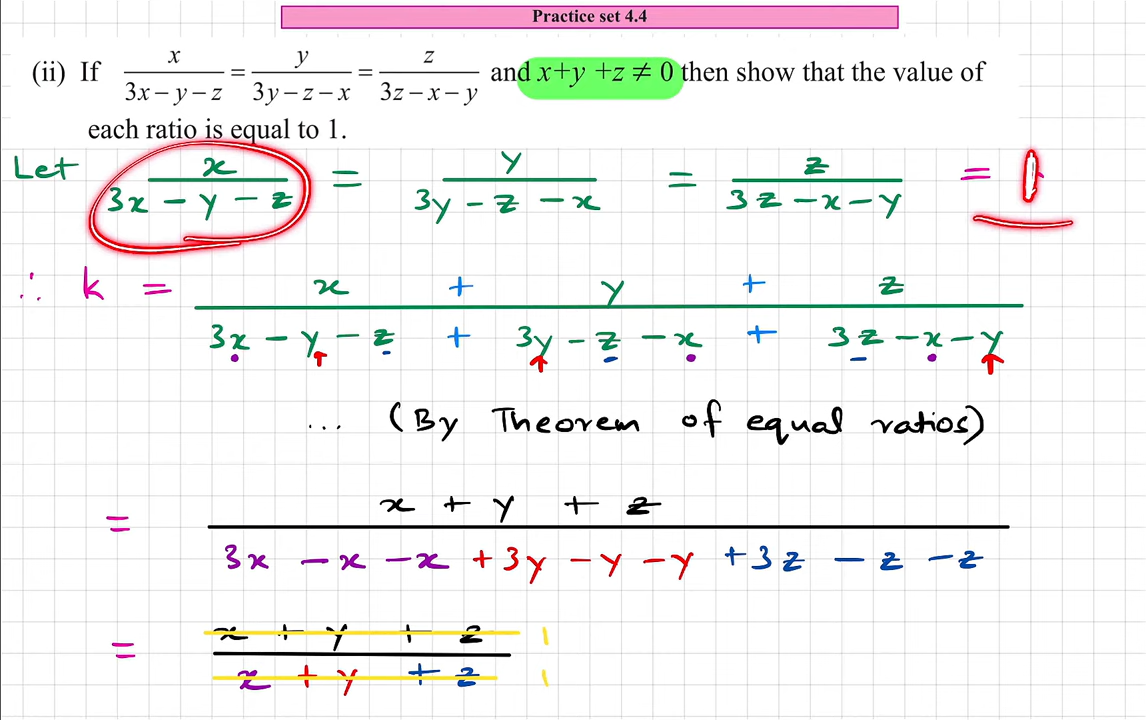 Practice set 4.4
(ii) If x/(3x – y – z) = y/(3y – z – x) = z/(3z – x – y) and x+y +z ≠ 0 then show that the value of
each ratio is equal to 1.
Let x/(3x – y – z) = y/(3y – z – x) = z/(3z – x – y) =
∴ k = (x + y + z)/(3x – y – z + 3y – z – x + 3z – x – y)
... (By Theorem of equal ratios)
= (x + y + z)/(3x – x – x + 3y – y – y + 3z – z – z)
= (x + y + z)/(x + y + z) 1/1